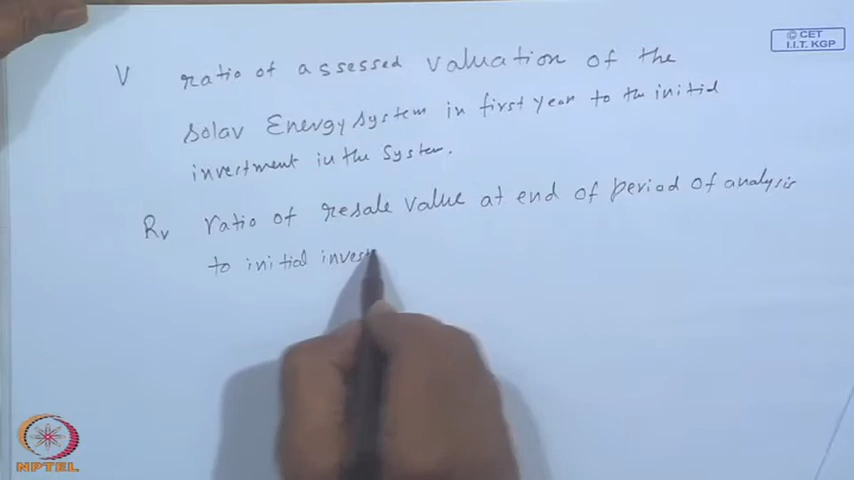 © CET
I.I.T. KGP
V ratio of assessed valuation of the
Solar Energy system in first year to the initial
investment in the system.
Rv ratio of resale value at end of period of analysis
to initial invest
NPTEL